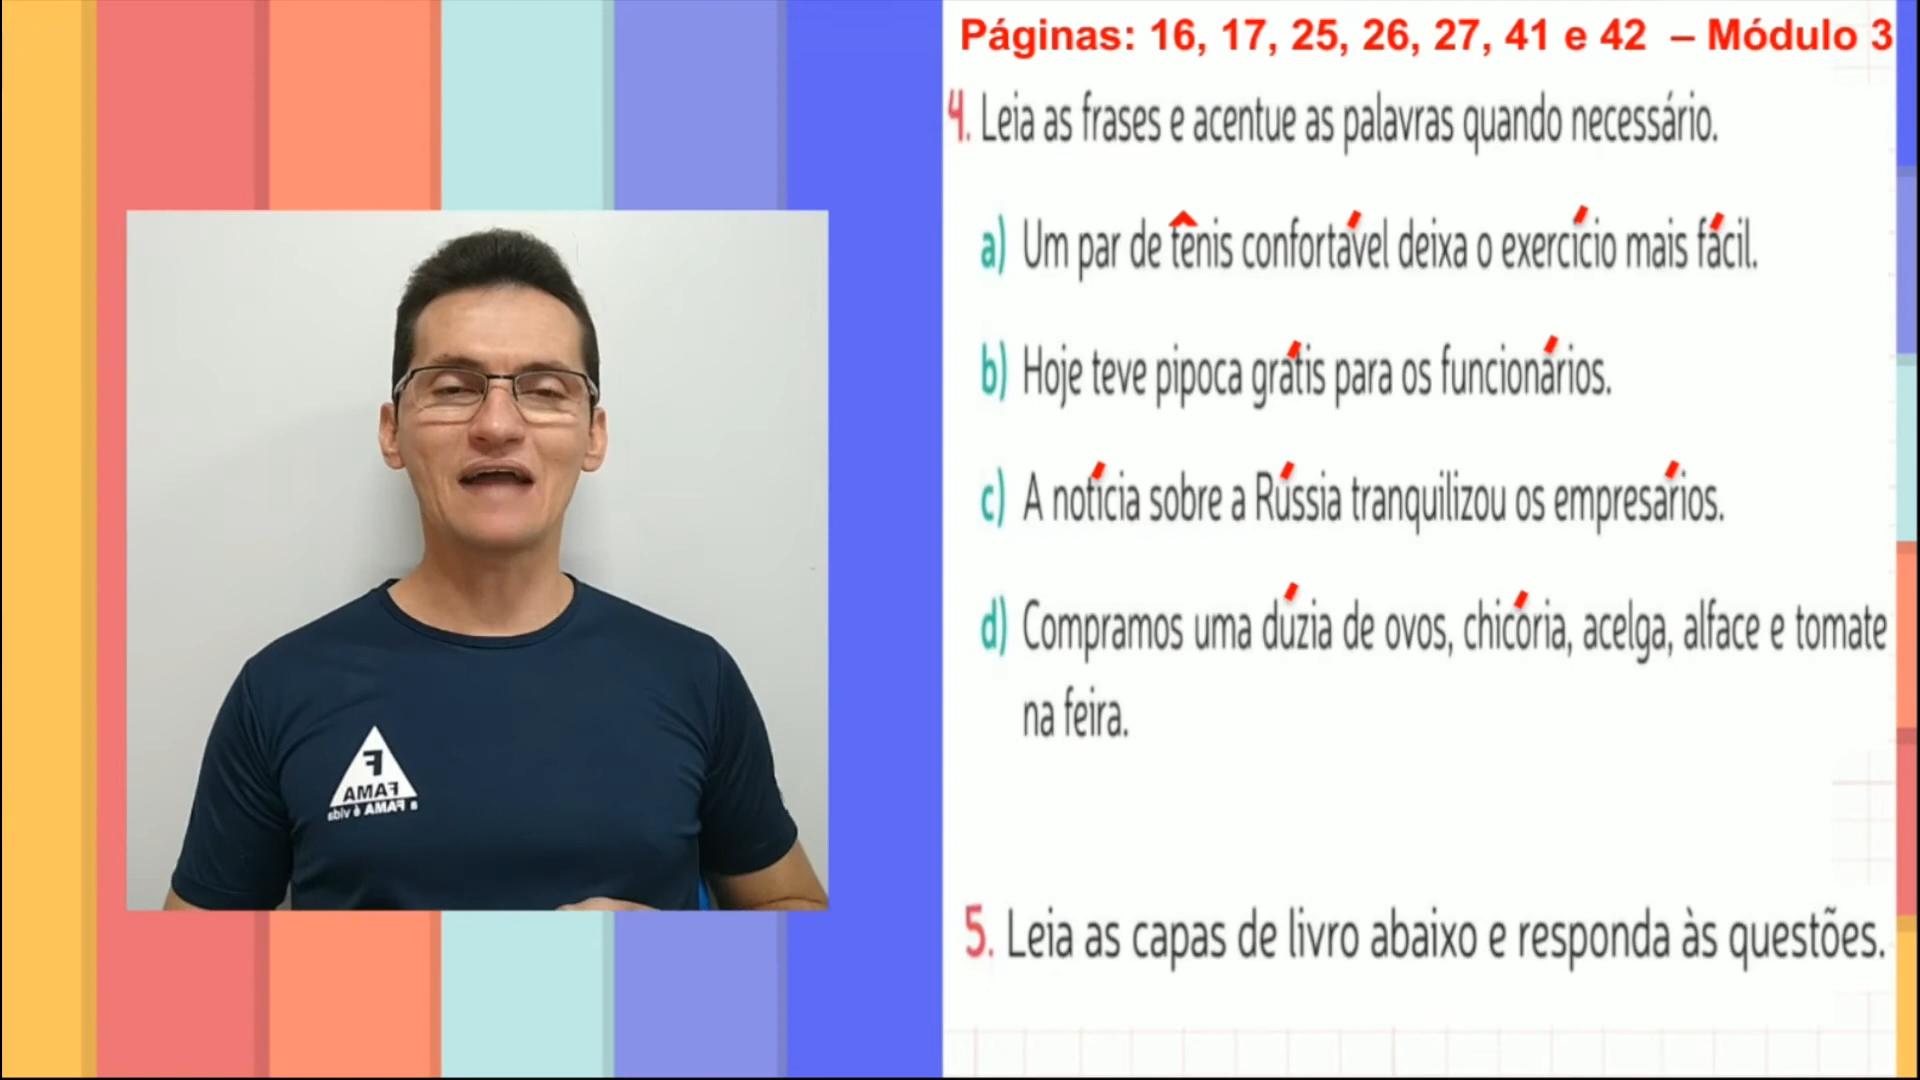 Páginas: 16, 17, 25, 26, 27, 41 e 42 – Módulo 3
4. Leia as frases e acentue as palavras quando necessário.
a) Um par de tênis confortável deixa o exercício mais fácil.
b) Hoje teve pipoca grátis para os funcionários.
c) A notícia sobre a Rússia tranquilizou os empresários.
d) Compramos uma dúzia de ovos, chicória, acelga, alface e tomate
na feira.
5. Leia as capas de livro abaixo e responda às questões.
F
FAMA
a FAMA é vida